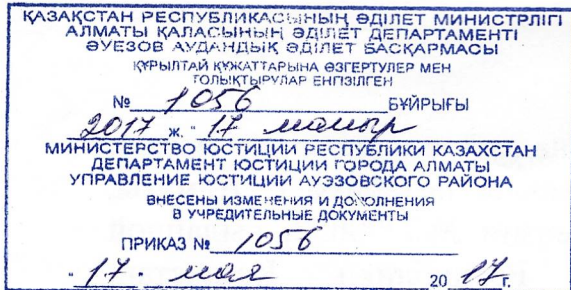 ҚАЗАҚСТАН РЕСПУБЛИКАСЫНЫҢ ӘДІЛЕТ МИНИСТРЛІГІ
АЛМАТЫ ҚАЛАСЫНЫҢ ӘДІЛЕТ ДЕПАРТАМЕНТІ
ӘУЕЗОВ АУДАНДЫҚ ӘДІЛЕТ БАСҚАРМАСЫ
ҚҰРЫЛТАЙ ҚҰЖАТТАРЫНА ӨЗГЕРТУЛЕР МЕН
ТОЛЫҚТЫРУЛАР ЕНГІЗІЛГЕН
№ 1056 БҰЙРЫҒЫ
2017 ж. "17 мамыр
МИНИСТЕРСТВО ЮСТИЦИИ РЕСПУБЛИКИ КАЗАХСТАН
ДЕПАРТАМЕНТ ЮСТИЦИИ ГОРОДА АЛМАТЫ
УПРАВЛЕНИЕ ЮСТИЦИИ АУЭЗОВСКОГО РАЙОНА
ВНЕСЕНЫ ИЗМЕНЕНИЯ И ДОПОЛНЕНИЯ
В УЧРЕДИТЕЛЬНЫЕ ДОКУМЕНТЫ
ПРИКАЗ № 1056
"17" мая 2017г.